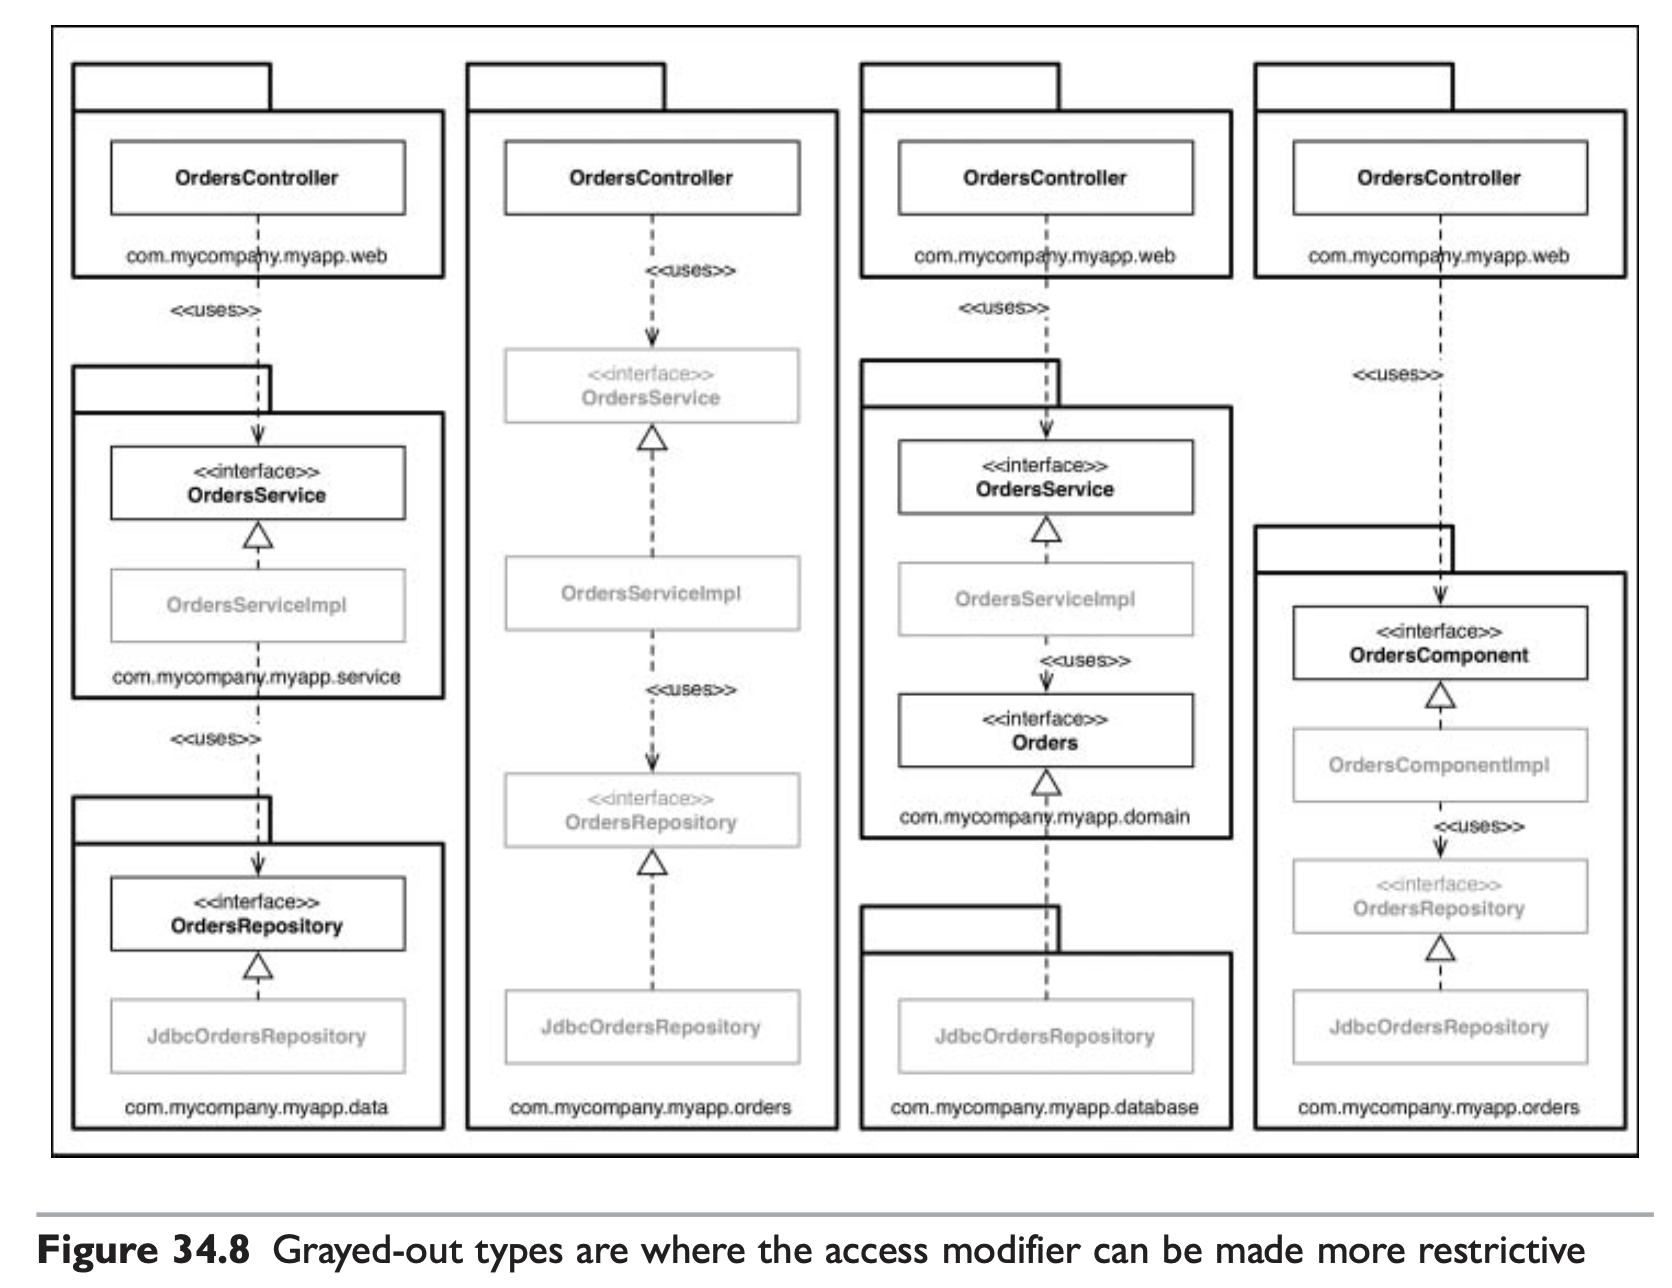 OrdersController
com.mycompany.myapp.web
<<uses>>
<<interface>>
OrdersService
OrdersServiceImpl
com.mycompany.myapp.service
<<uses>>
<<interface>>
OrdersRepository
JdbcOrdersRepository
com.mycompany.myapp.data
OrdersController
<<uses>>
<<interface>>
OrdersService
OrdersServiceImpl
<<uses>>
<<interface>>
OrdersRepository
JdbcOrdersRepository
com.mycompany.myapp.orders
OrdersController
com.mycompany.myapp.web
<<uses>>
<<interface>>
OrdersService
OrdersServiceImpl
<<uses>>
<<interface>>
Orders
com.mycompany.myapp.domain
JdbcOrdersRepository
com.mycompany.myapp.database
OrdersController
com.mycompany.myapp.web
<<uses>>
<<interface>>
OrdersComponent
OrdersComponentImpl
<<uses>>
<<interface>>
OrdersRepository
JdbcOrdersRepository
com.mycompany.myapp.orders
Figure 34.8 Grayed-out types are where the access modifier can be made more restrictive